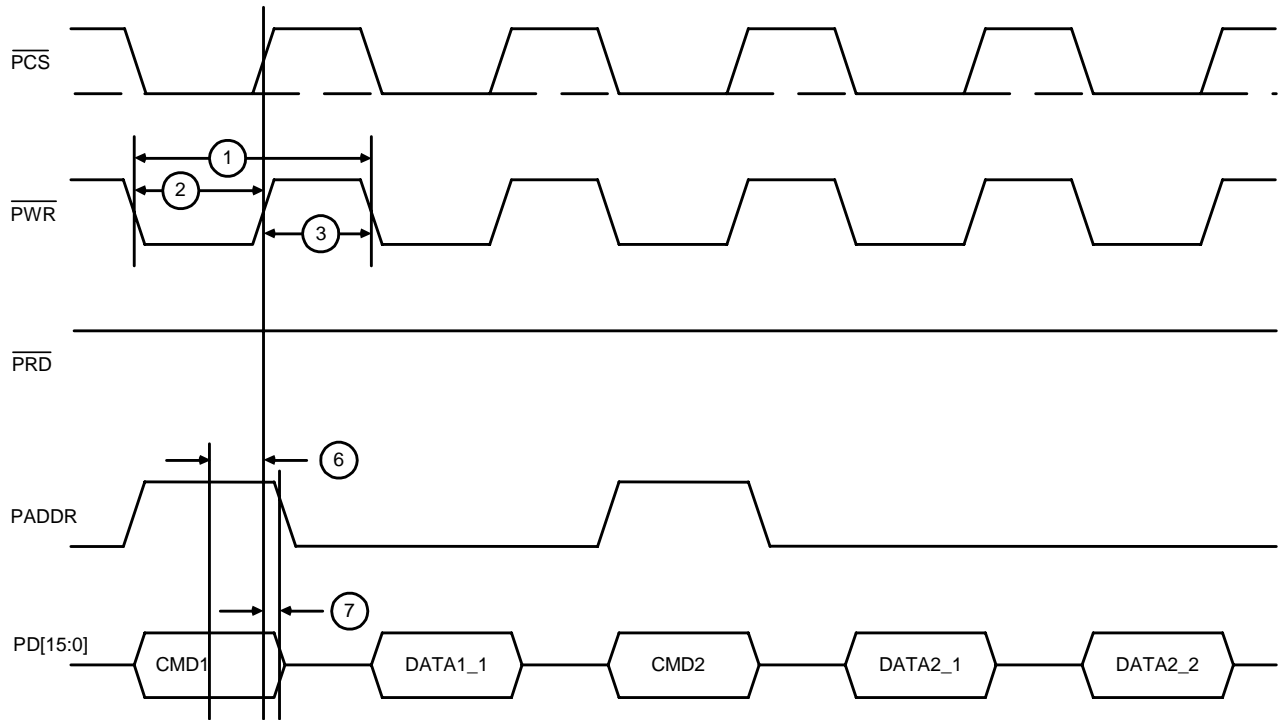 PCS
1
2
PWR
3
PRD
6
PADDR
7
PD[15:0]
CMD1 DATA1_1 CMD2 DATA2_1 DATA2_2